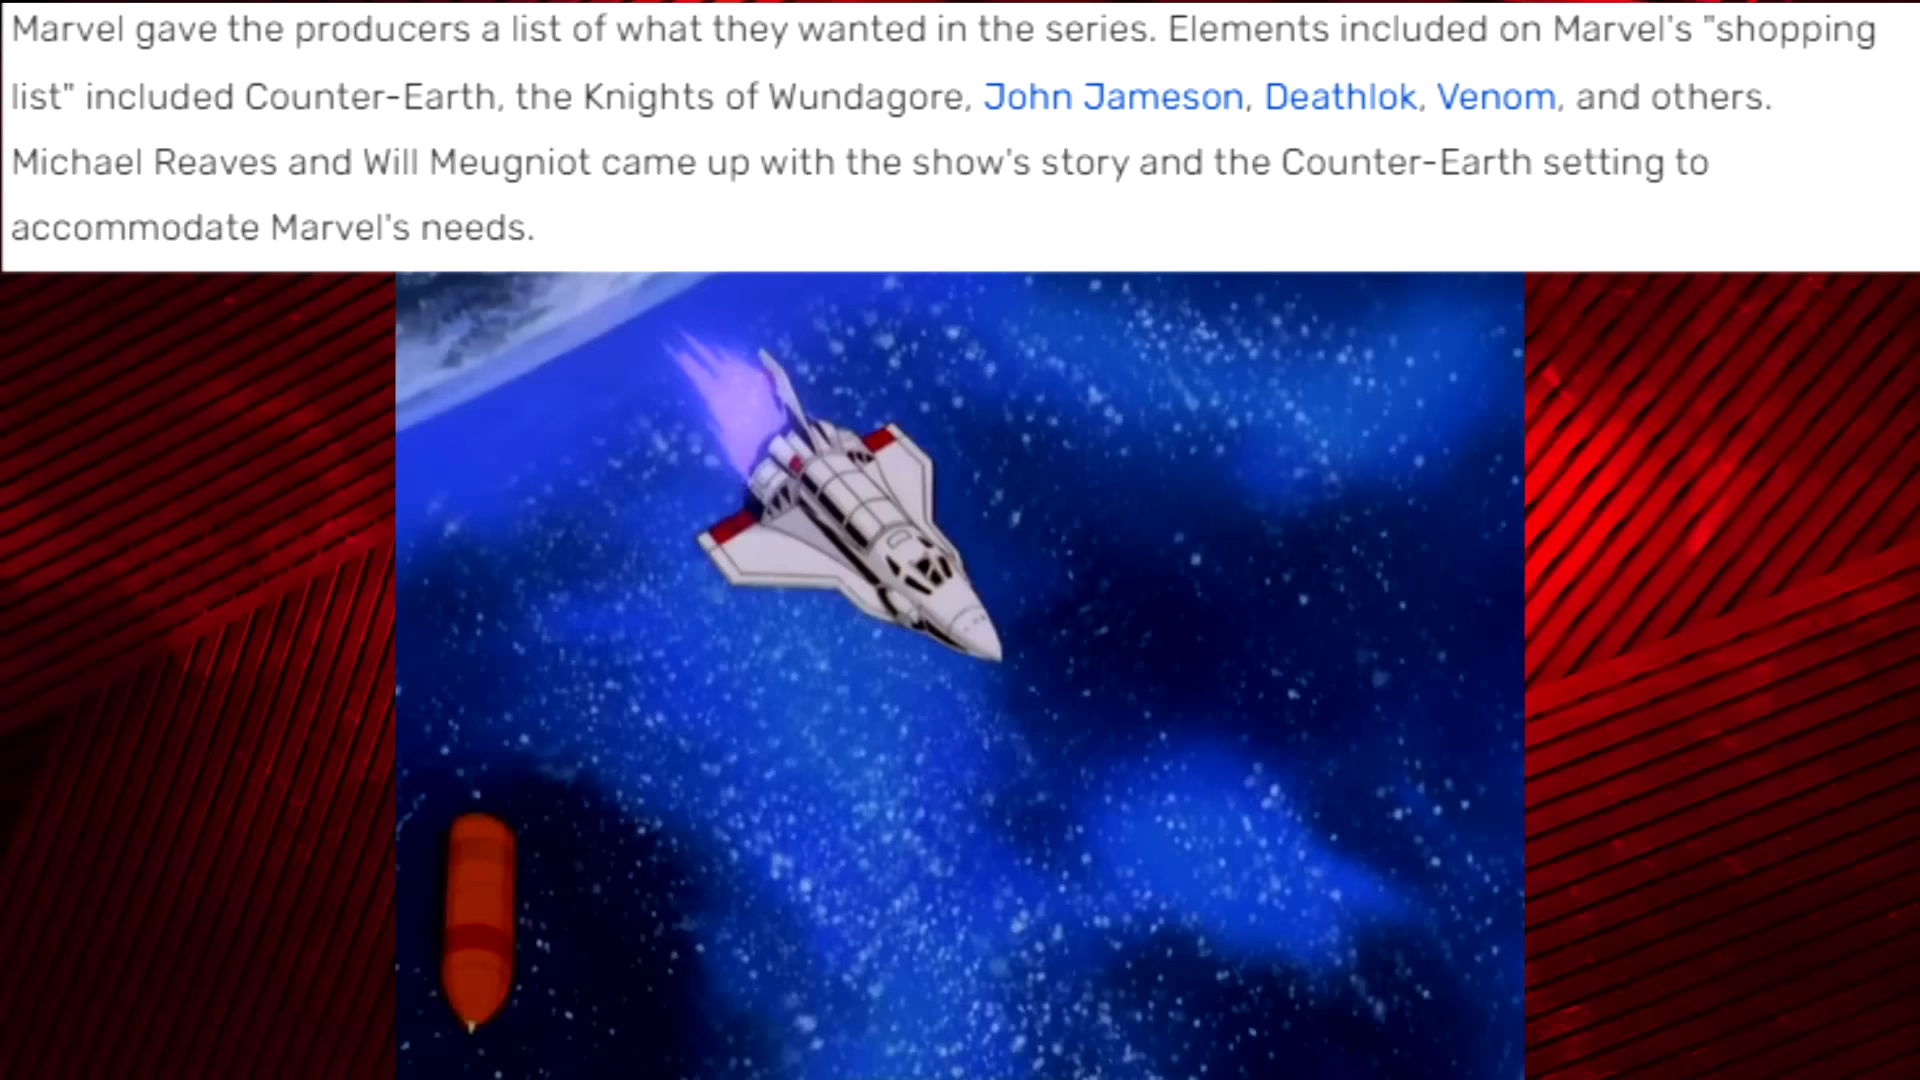 Marvel gave the producers a list of what they wanted in the series. Elements included on Marvel's "shopping
list" included Counter-Earth, the Knights of Wundagore, John Jameson, Deathlok, Venom, and others.
Michael Reaves and Will Meugniot came up with the show's story and the Counter-Earth setting to
accommodate Marvel's needs.